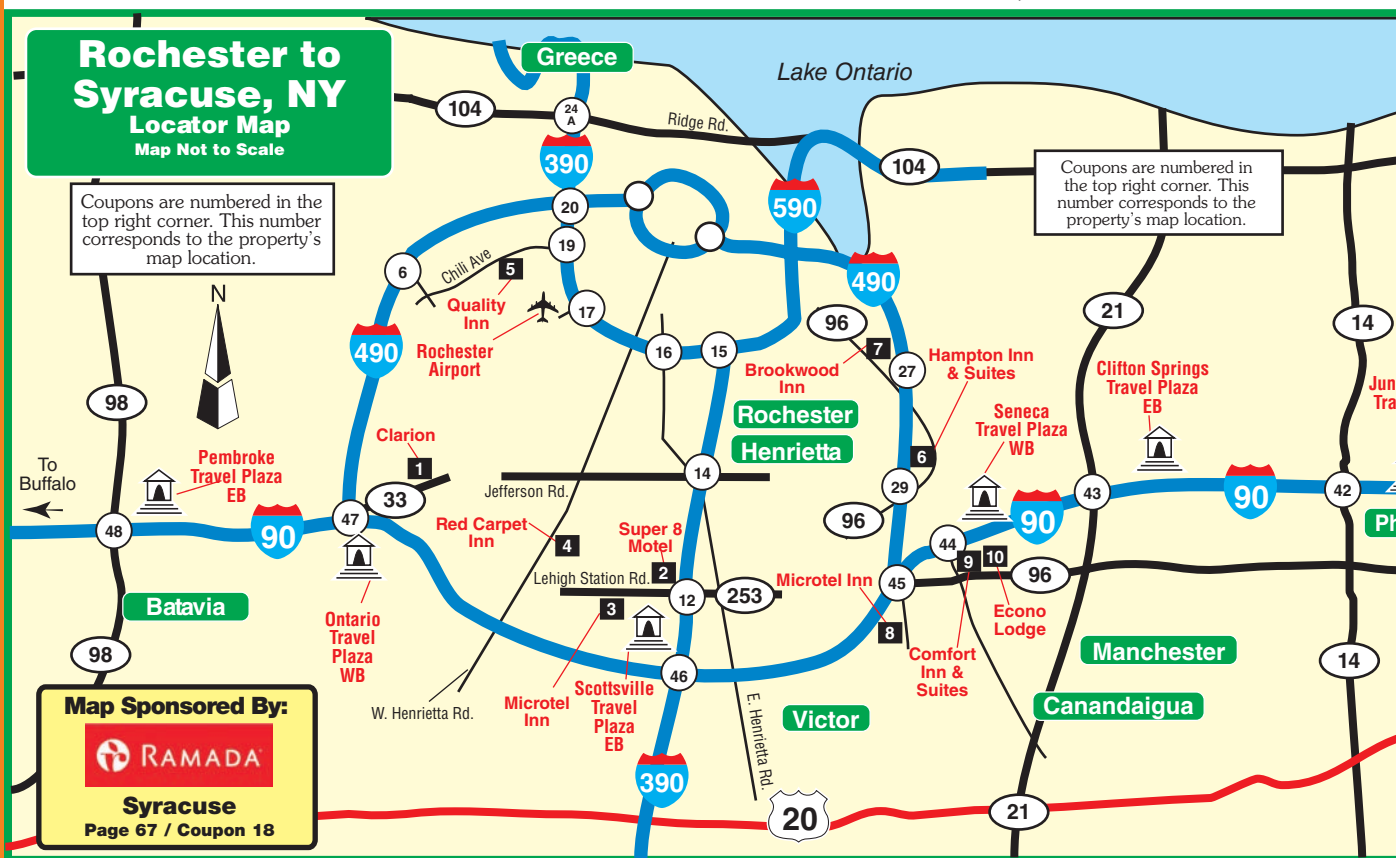 Rochester to
Syracuse, NY
Locator Map
Map Not to Scale
Greece
Lake Ontario
104
24
A
Ridge Rd.
390
104
590
Coupons are numbered in the
top right corner. This number
corresponds to the property's
map location.
Coupons are numbered in
the top right corner. This
number corresponds to the
property's map location.
20
19
6
Chili Ave
5
Quality
Inn
N
17
Rochester
Airport
490
490
16
15
96
7
Brookwood
Inn
27
Hampton Inn
& Suites
21
14
Clifton Springs
Travel Plaza
EB
Jun
Tra
98
Rochester
Henrietta
Seneca
Travel Plaza
WB
Clarion
1
33
6
29
96
To
Buffalo
Pembroke
Travel Plaza
EB
14
Jefferson Rd.
48
90
47
43
90
90
42
Ph
Red Carpet
Inn
4
Super 8
Motel
2
Lehigh Station Rd.
3
12
253
44
9
10
96
45
Microtel Inn
8
Econo
Lodge
Comfort
Inn &
Suites
Batavia
Ontario
Travel
Plaza
WB
98
Manchester
14
46
Microtel
Inn
Scottsville
Travel
Plaza
EB
W. Henrietta Rd.
E. Henrietta Rd.
Victor
Canandaigua
390
20
21
Map Sponsored By:
RAMADA
Syracuse
Page 67 / Coupon 18